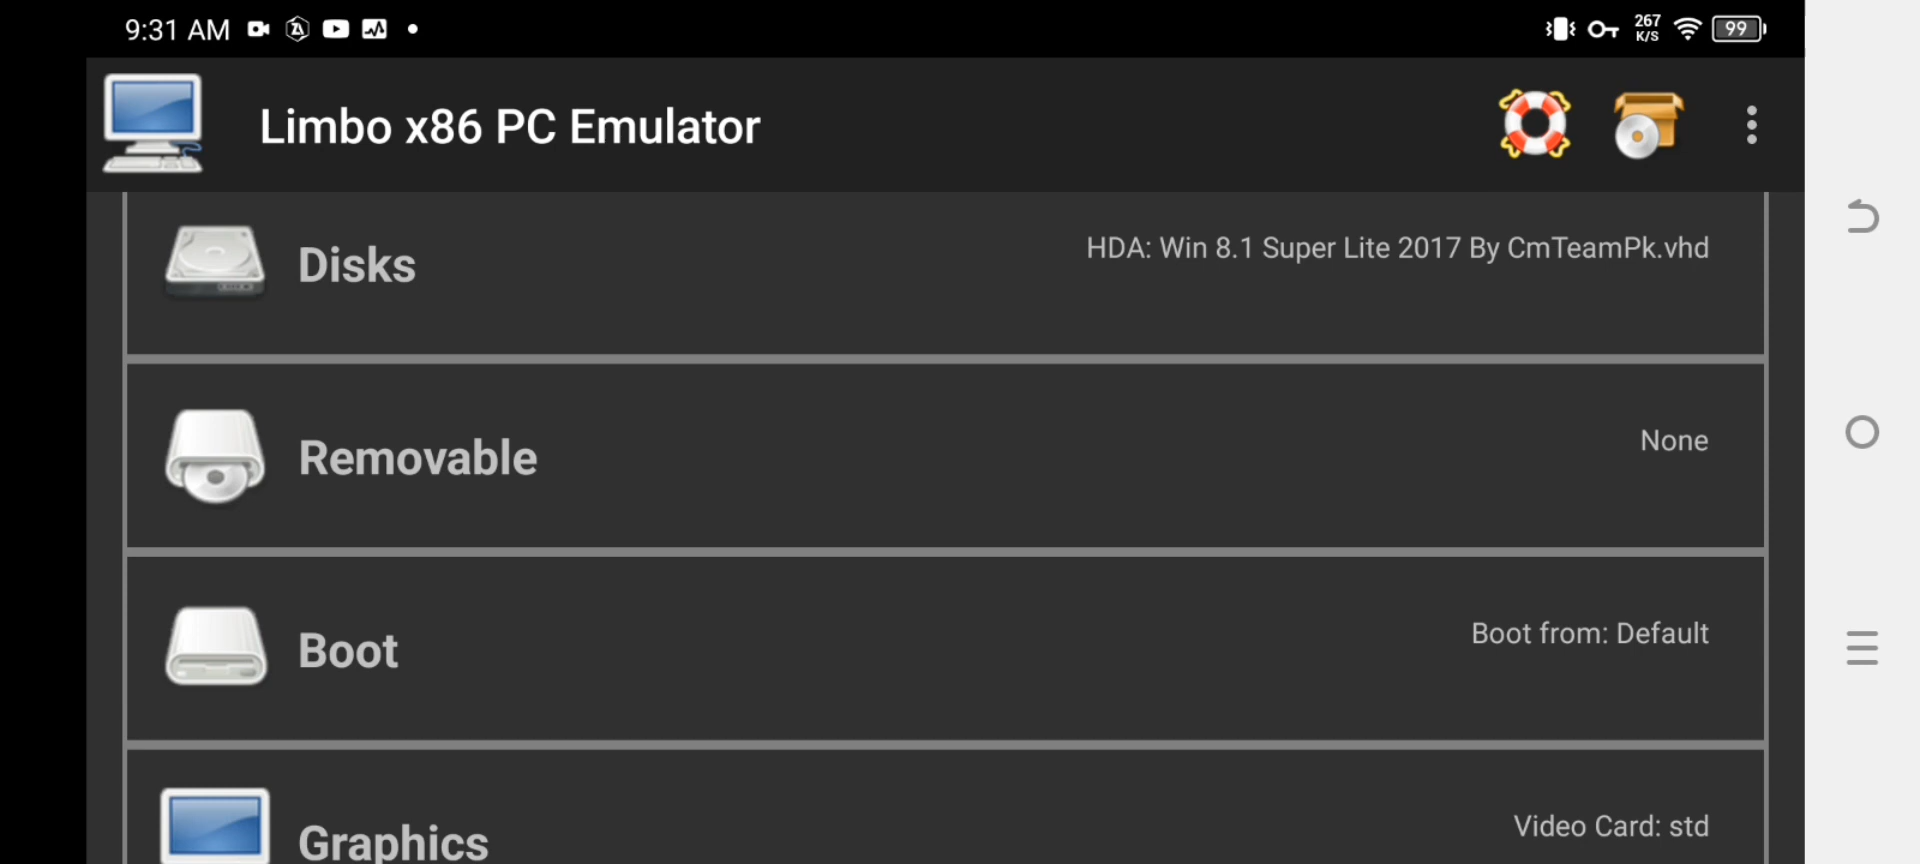 9:31 AM
267
K/S
99
Limbo x86 PC Emulator
Disks
HDA: Win 8.1 Super Lite 2017 By CmTeamPk.vhd
Removable
None
Boot
Boot from: Default
Graphics
Video Card: std